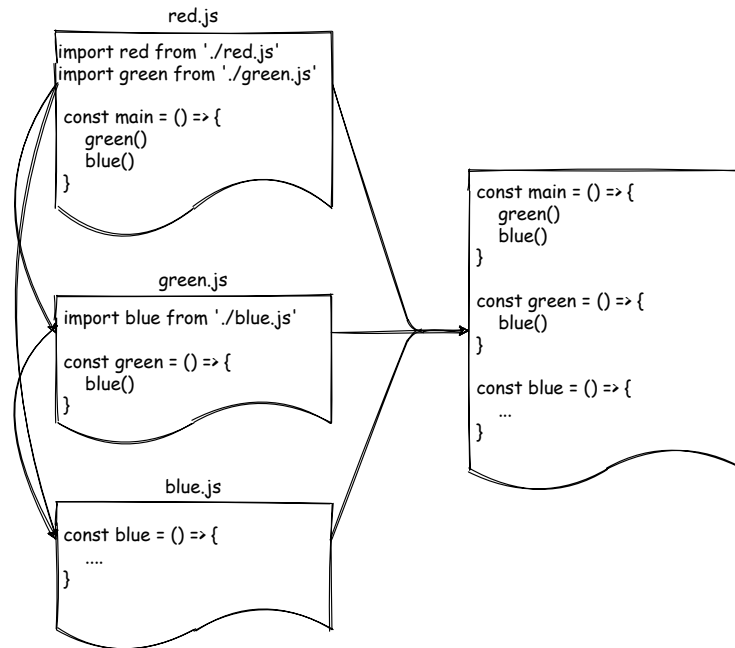 red.js
import red from './red.js'
import green from './green.js'
const main = () => {
green()
blue()
}
green.js
import blue from './blue.js'
const green = () => {
blue()
}
blue.js
const blue = () => {
....
}
const main = () => {
green()
blue()
}
const green = () => {
blue()
}
const blue = () => {
...
}